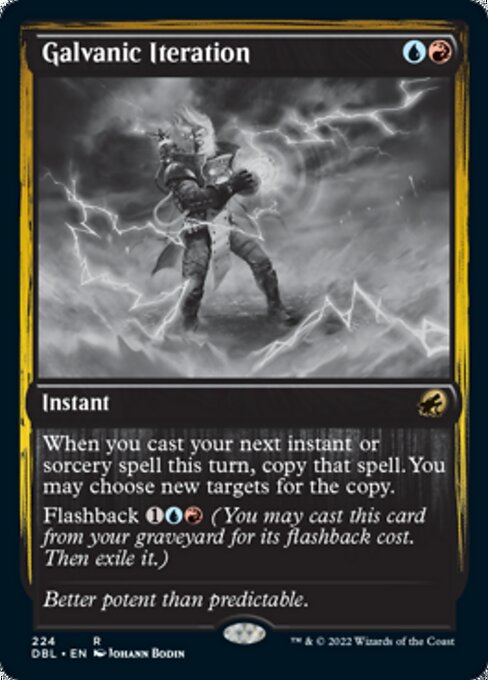 Galvanic Iteration
Instant
When you cast your next instant or
sorcery spell this turn, copy that spell. You
may choose new targets for the copy.
Flashback 1 (You may cast this card
from your graveyard for its flashback cost.
Then exile it.)
Better potent than predictable.
224 R
DBL • EN Johann Bodin
™ & © 2022 Wizards of the Coast